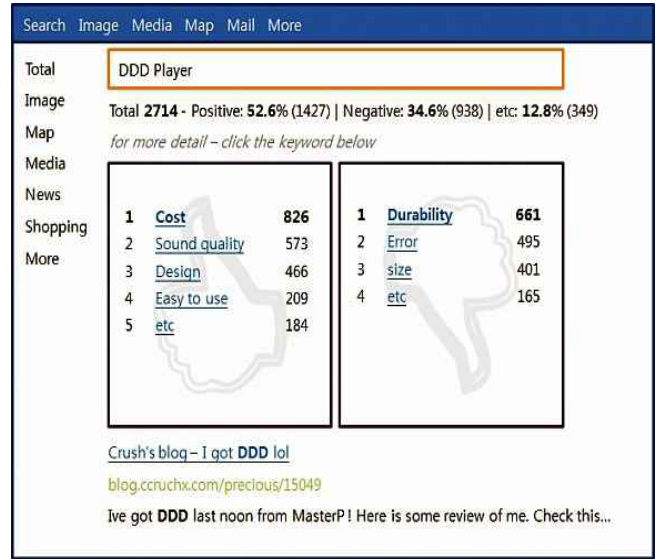 Search Image Media Map Mail More
Total
Image
Map
Media
News
Shopping
More
DDD Player
Total 2714 - Positive: 52.6% (1427) | Negative: 34.6% (938) | etc: 12.8% (349)
for more detail – click the keyword below
1 Cost 826
2 Sound quality 573
3 Design 466
4 Easy to use 209
5 etc 184
1 Durability 661
2 Error 495
3 size 401
4 etc 165
Crush's blog – I got DDD lol
blog.ccruchx.com/precious/15049
Ive got DDD last noon from MasterP ! Here is some review of me. Check this...